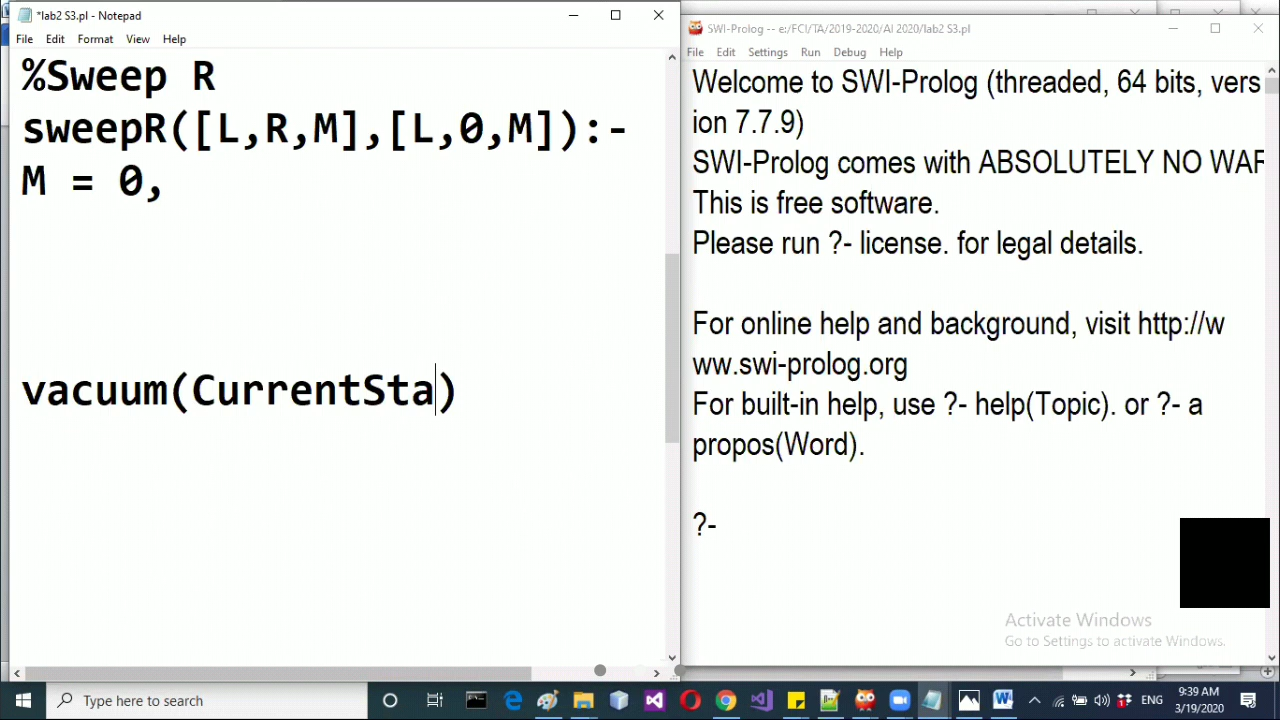 *lab2 S3.pl - Notepad
File Edit Format View Help
%Sweep R
sweepR([L,R,M],[L,0,M]):-
M = 0,
vacuum(CurrentSta)
SWI-Prolog -- e:/FCI/TA/2019-2020/AI 2020/lab2 S3.pl
File Edit Settings Run Debug Help
Welcome to SWI-Prolog (threaded, 64 bits, vers
ion 7.7.9)
SWI-Prolog comes with ABSOLUTELY NO WAR
This is free software.
Please run ?- license. for legal details.
For online help and background, visit http://w
ww.swi-prolog.org
For built-in help, use ?- help(Topic). or ?- a
propos(Word).
?-
Activate Windows
Go to Settings to activate Windows.
Type here to search
ENG
9:39 AM
3/19/2020